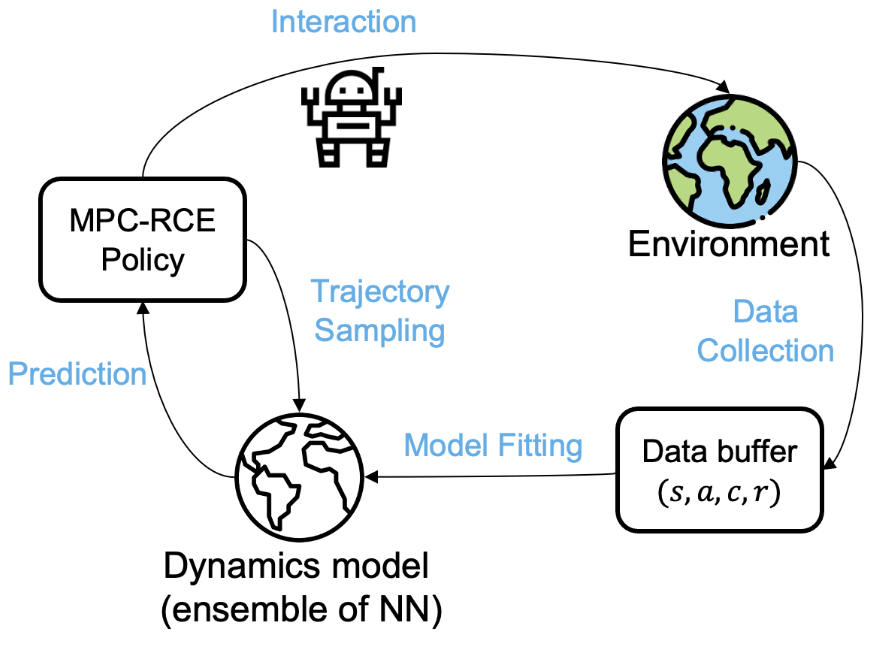 Interaction
MPC-RCE
Policy
Environment
Trajectory
Sampling
Data
Collection
Prediction
Model Fitting
Data buffer
(s, a, c, r)
Dynamics model
(ensemble of NN)